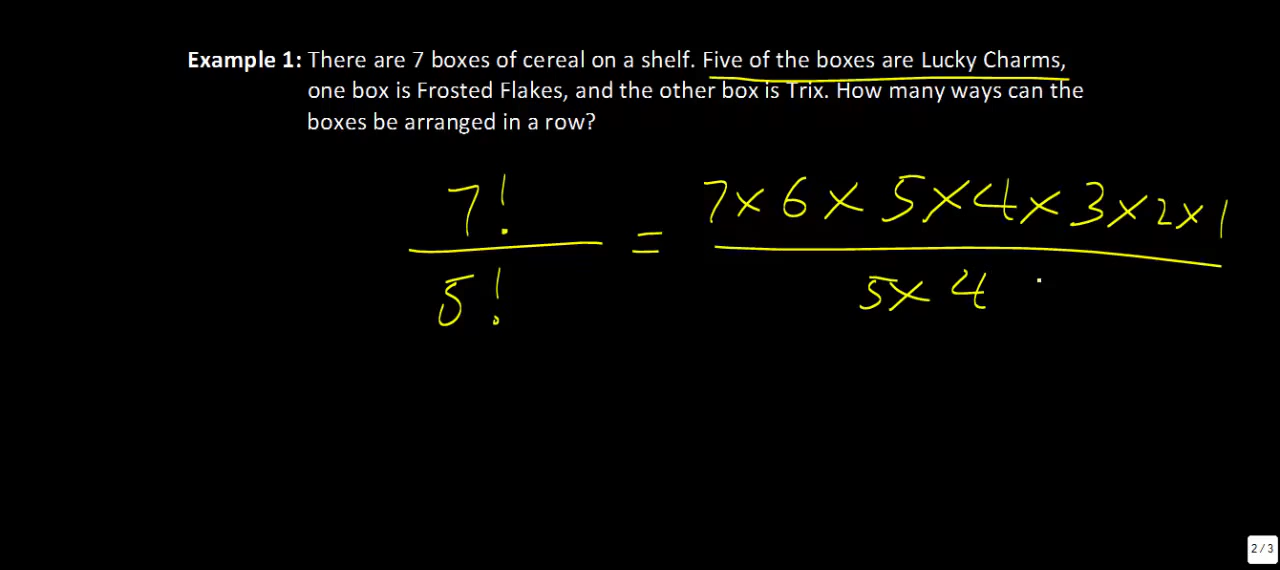 Example 1: There are 7 boxes of cereal on a shelf. Five of the boxes are Lucky Charms,
one box is Frosted Flakes, and the other box is Trix. How many ways can the
boxes be arranged in a row?
7! / 5! = 7 × 6 × 5 × 4 × 3 × 2 × 1 / 5 × 4
2 / 3